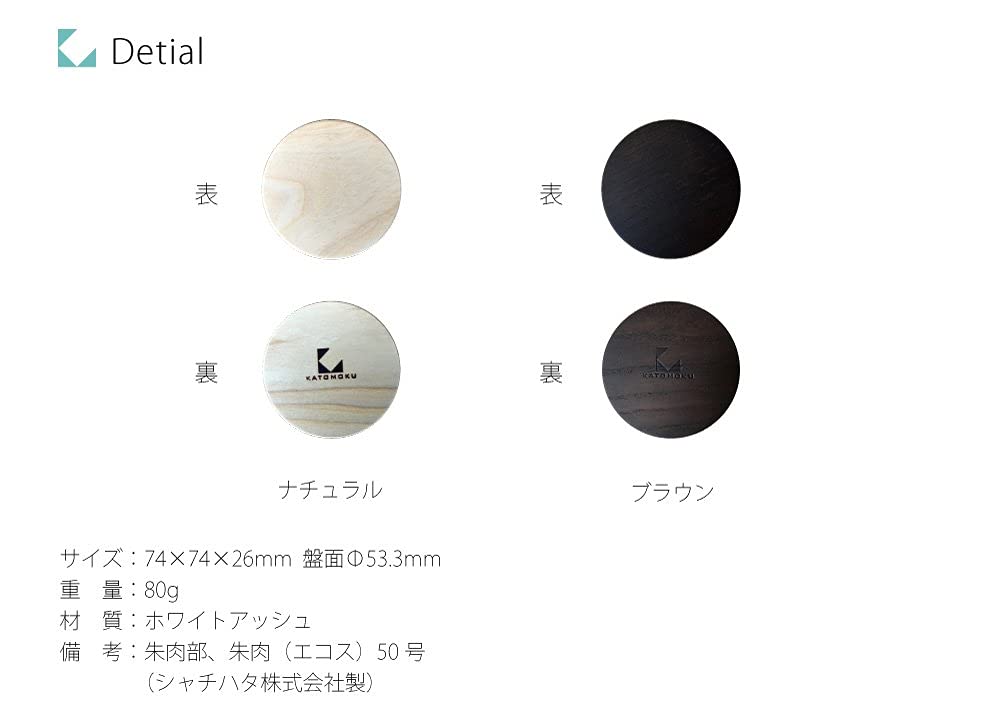 Detial
表
表
KATOMOKU
KATOMOKU
裏
裏
ナチュラル
ブラウン
サイズ：74×74×26mm 盤面Φ53.3mm
重　量：80g
材　質：ホワイトアッシュ
備　考：朱肉部、朱肉（エコス）50号
（シャチハタ株式会社製）